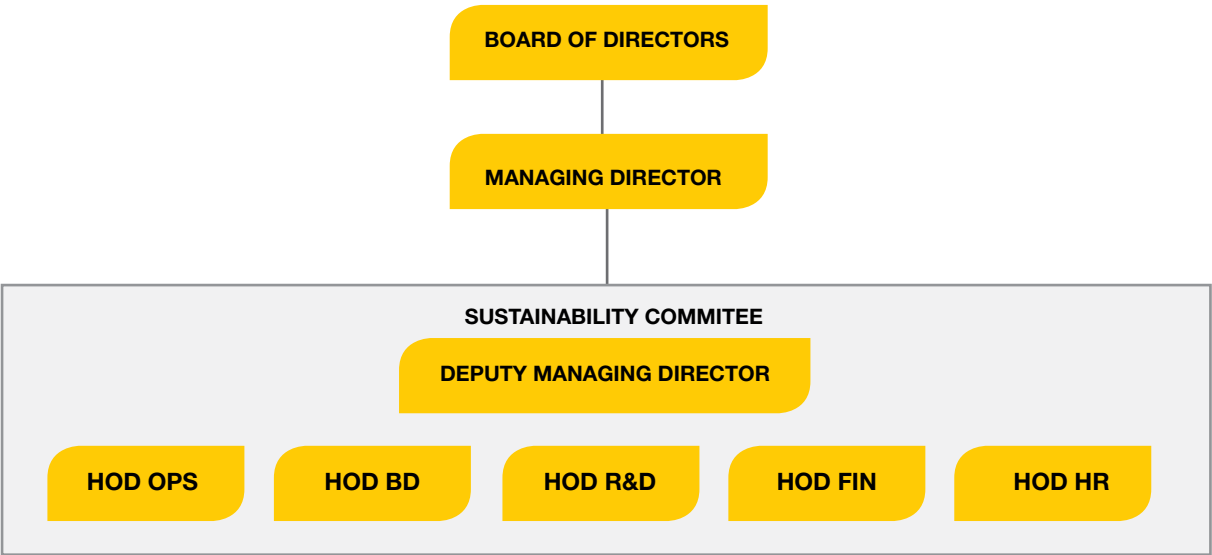 BOARD OF DIRECTORS
MANAGING DIRECTOR
SUSTAINABILITY COMMITEE
DEPUTY MANAGING DIRECTOR
HOD OPS
HOD BD
HOD R&D
HOD FIN
HOD HR